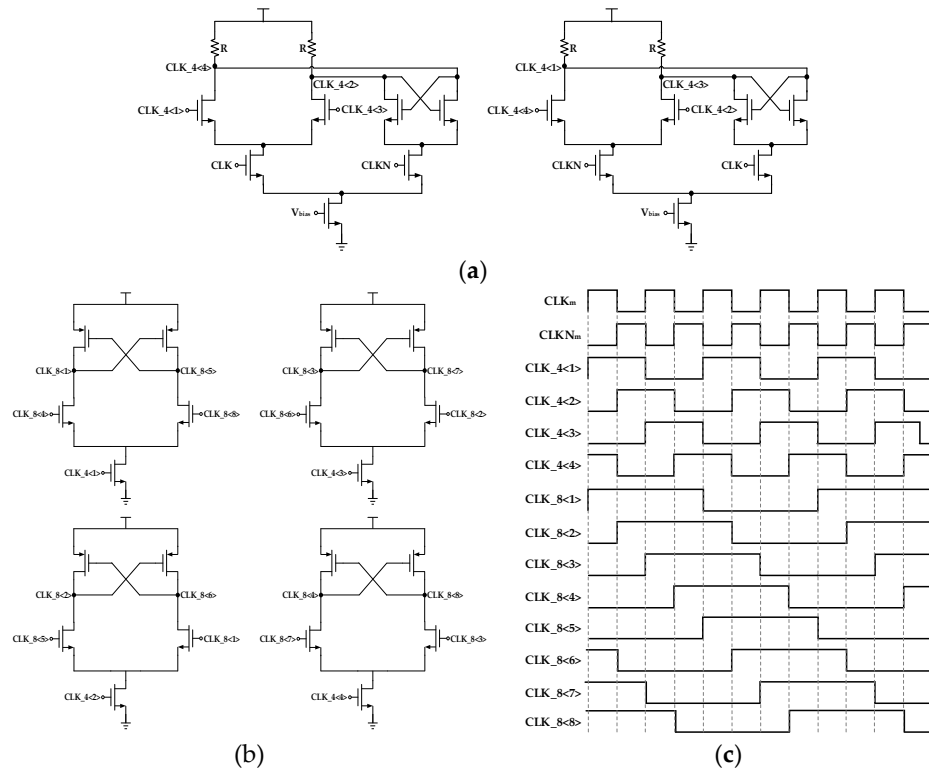 (a)
R
R
CLK_4<4>
CLK_4<2>
CLK_4<1>
CLK_4<3>
CLK
CLKN
Vbias
R
R
CLK_4<1>
CLK_4<3>
CLK_4<4>
CLK_4<2>
CLKN
CLK
Vbias
(a)
CLK_8<1>
CLK_8<5>
CLK_8<4>
CLK_8<8>
CLK_4<1>
CLK_8<3>
CLK_8<7>
CLK_8<6>
CLK_8<2>
CLK_4<3>
CLK_8<2>
CLK_8<6>
CLK_8<5>
CLK_8<1>
CLK_4<2>
CLK_8<4>
CLK_8<8>
CLK_8<7>
CLK_8<3>
CLK_4<4>
(b)
CLKm
CLKNm
CLK_4<1>
CLK_4<2>
CLK_4<3>
CLK_4<4>
CLK_8<1>
CLK_8<2>
CLK_8<3>
CLK_8<4>
CLK_8<5>
CLK_8<6>
CLK_8<7>
CLK_8<8>
(c)